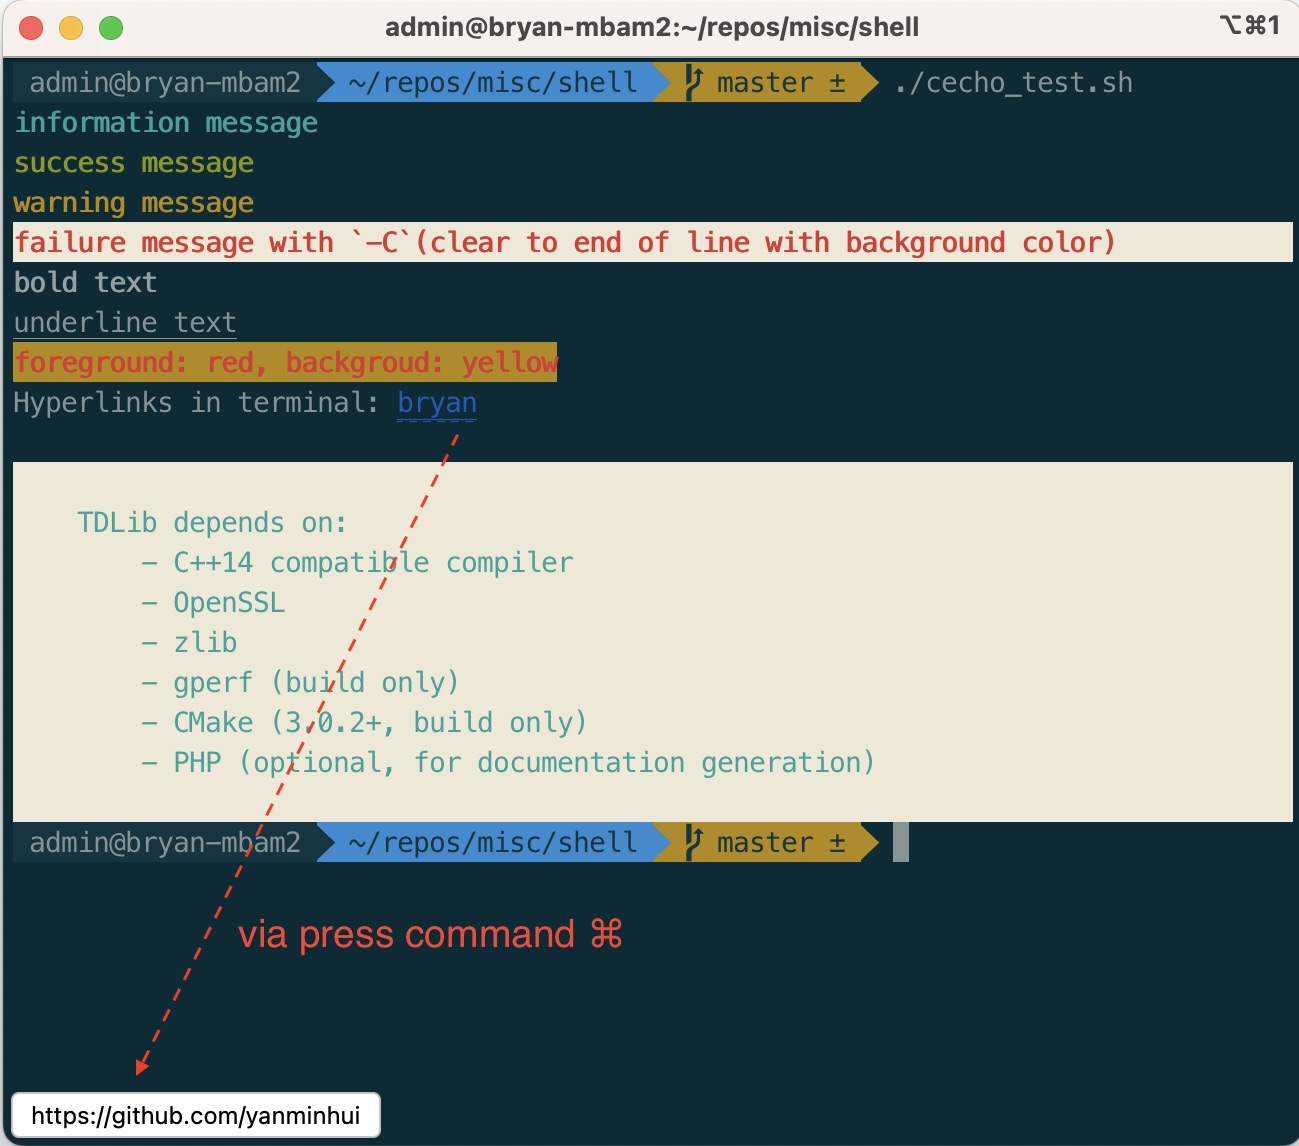 admin@bryan-mbam2:~/repos/misc/shell ⌥⌘1
admin@bryan-mbam2 ~/repos/misc/shell master ± ./cecho_test.sh
information message
success message
warning message
failure message with `-C`(clear to end of line with background color)
bold text
underline text
foreground: red, backgroud: yellow
Hyperlinks in terminal: bryan
TDLib depends on:
- C++14 compatible compiler
- OpenSSL
- zlib
- gperf (build only)
- CMake (3.0.2+, build only)
- PHP (optional, for documentation generation)
admin@bryan-mbam2 ~/repos/misc/shell master ±
via press command ⌘
https://github.com/yanminhui